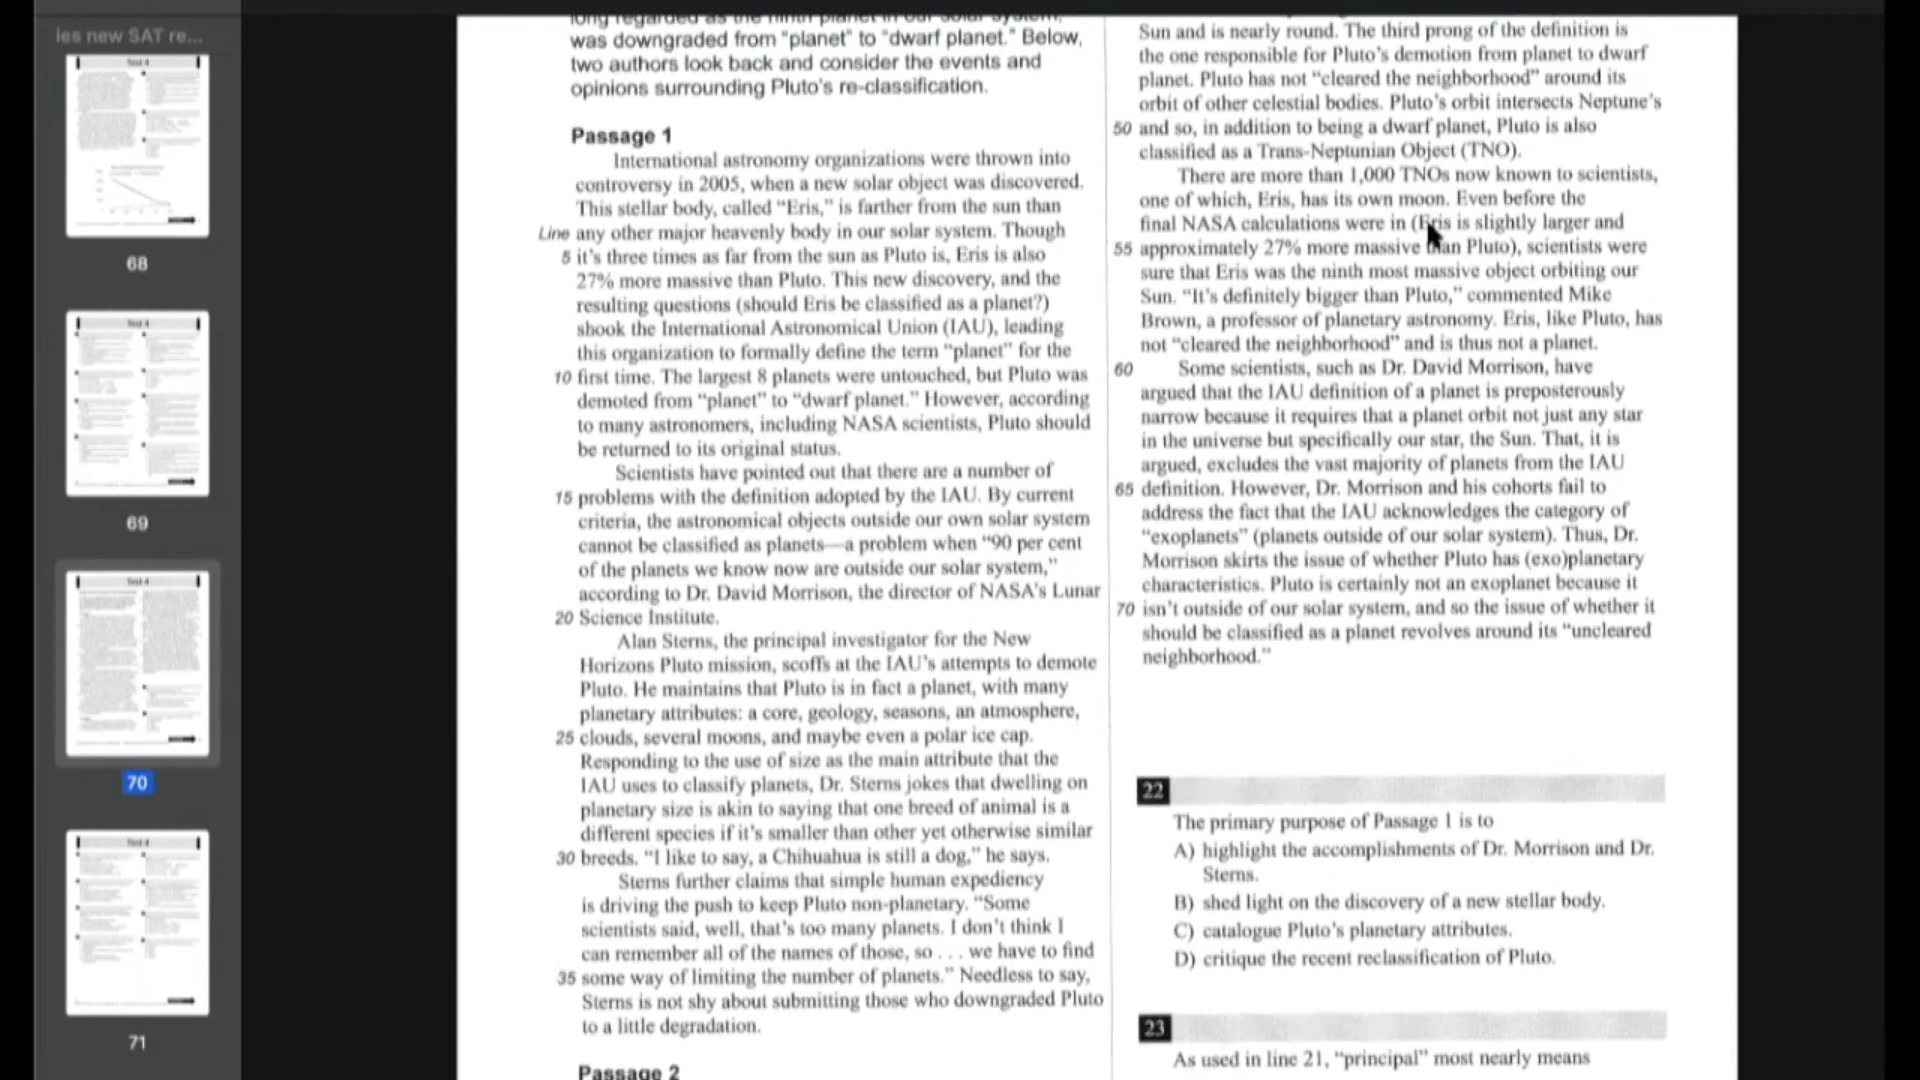 ies new SAT re...
68
69
70
71
long regarded as the ninth planet in our solar system,
was downgraded from "planet" to "dwarf planet." Below,
two authors look back and consider the events and
opinions surrounding Pluto's re-classification.
Passage 1
International astronomy organizations were thrown into
controversy in 2005, when a new solar object was discovered.
This stellar body, called "Eris," is farther from the sun than
Line any other major heavenly body in our solar system. Though
5 it's three times as far from the sun as Pluto is, Eris is also
27% more massive than Pluto. This new discovery, and the
resulting questions (should Eris be classified as a planet?)
shook the International Astronomical Union (IAU), leading
this organization to formally define the term "planet" for the
10 first time. The largest 8 planets were untouched, but Pluto was
demoted from "planet" to "dwarf planet." However, according
to many astronomers, including NASA scientists, Pluto should
be returned to its original status.
Scientists have pointed out that there are a number of
15 problems with the definition adopted by the IAU. By current
criteria, the astronomical objects outside our own solar system
cannot be classified as planets—a problem when "90 per cent
of the planets we know now are outside our solar system,"
according to Dr. David Morrison, the director of NASA's Lunar
20 Science Institute.
Alan Sterns, the principal investigator for the New
Horizons Pluto mission, scoffs at the IAU's attempts to demote
Pluto. He maintains that Pluto is in fact a planet, with many
planetary attributes: a core, geology, seasons, an atmosphere,
25 clouds, several moons, and maybe even a polar ice cap.
Responding to the use of size as the main attribute that the
IAU uses to classify planets, Dr. Sterns jokes that dwelling on
planetary size is akin to saying that one breed of animal is a
different species if it's smaller than other yet otherwise similar
30 breeds. "I like to say, a Chihuahua is still a dog," he says.
Sterns further claims that simple human expediency
is driving the push to keep Pluto non-planetary. "Some
scientists said, well, that's too many planets. I don't think I
can remember all of the names of those, so . . . we have to find
35 some way of limiting the number of planets." Needless to say,
Sterns is not shy about submitting those who downgraded Pluto
to a little degradation.
Passage 2
Sun and is nearly round. The third prong of the definition is
the one responsible for Pluto's demotion from planet to dwarf
planet. Pluto has not "cleared the neighborhood" around its
orbit of other celestial bodies. Pluto's orbit intersects Neptune's
50 and so, in addition to being a dwarf planet, Pluto is also
classified as a Trans-Neptunian Object (TNO).
There are more than 1,000 TNOs now known to scientists,
one of which, Eris, has its own moon. Even before the
final NASA calculations were in (Eris is slightly larger and
55 approximately 27% more massive than Pluto), scientists were
sure that Eris was the ninth most massive object orbiting our
Sun. "It's definitely bigger than Pluto," commented Mike
Brown, a professor of planetary astronomy. Eris, like Pluto, has
not "cleared the neighborhood" and is thus not a planet.
60 Some scientists, such as Dr. David Morrison, have
argued that the IAU definition of a planet is preposterously
narrow because it requires that a planet orbit not just any star
in the universe but specifically our star, the Sun. That, it is
argued, excludes the vast majority of planets from the IAU
65 definition. However, Dr. Morrison and his cohorts fail to
address the fact that the IAU acknowledges the category of
"exoplanets" (planets outside of our solar system). Thus, Dr.
Morrison skirts the issue of whether Pluto has (exo)planetary
characteristics. Pluto is certainly not an exoplanet because it
70 isn't outside of our solar system, and so the issue of whether it
should be classified as a planet revolves around its "uncleared
neighborhood."
22
The primary purpose of Passage 1 is to
A) highlight the accomplishments of Dr. Morrison and Dr.
Sterns.
B) shed light on the discovery of a new stellar body.
C) catalogue Pluto's planetary attributes.
D) critique the recent reclassification of Pluto.
23
As used in line 21, "principal" most nearly means